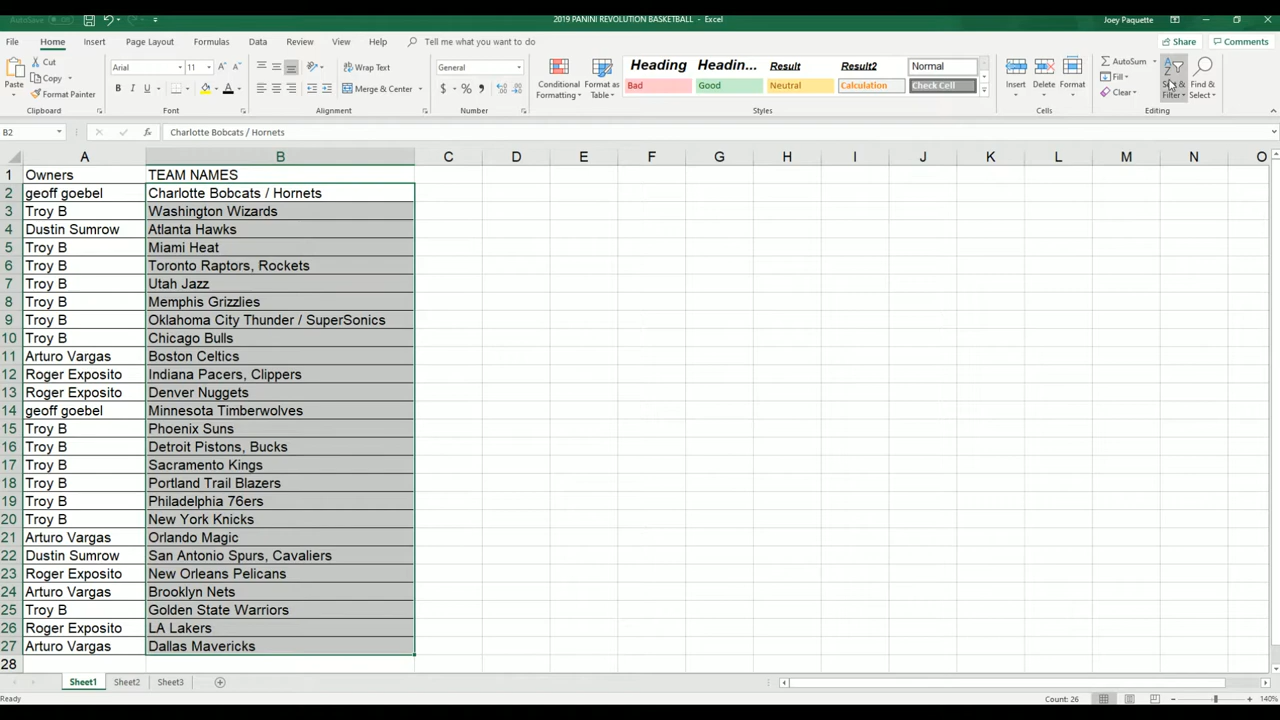 AutoSave
2019 PANINI REVOLUTION BASKETBALL - Excel
Joey Paquette
File Home Insert Page Layout Formulas Data Review View Help Tell me what you want to do
Share Comments
Paste Cut Copy Format Painter
Clipboard
Arial 11
B I U A
Font
Wrap Text
Merge & Center
Alignment
General
$ % ,
Number
Conditional Formatting
Format as Table
Heading Headin... Result Result2 Normal
Bad Good Neutral Calculation Check Cell
Styles
Insert Delete Format
Cells
AutoSum
Fill
Clear
Filter
Find & Select
Editing
B2 fx Charlotte Bobcats / Hornets
A B C D E F G H I J K L M N O
1 Owners TEAM NAMES
2 geoff goebel Charlotte Bobcats / Hornets
3 Troy B Washington Wizards
4 Dustin Sumrow Atlanta Hawks
5 Troy B Miami Heat
6 Troy B Toronto Raptors, Rockets
7 Troy B Utah Jazz
8 Troy B Memphis Grizzlies
9 Troy B Oklahoma City Thunder / SuperSonics
10 Troy B Chicago Bulls
11 Arturo Vargas Boston Celtics
12 Roger Exposito Indiana Pacers, Clippers
13 Roger Exposito Denver Nuggets
14 geoff goebel Minnesota Timberwolves
15 Troy B Phoenix Suns
16 Troy B Detroit Pistons, Bucks
17 Troy B Sacramento Kings
18 Troy B Portland Trail Blazers
19 Troy B Philadelphia 76ers
20 Troy B New York Knicks
21 Arturo Vargas Orlando Magic
22 Dustin Sumrow San Antonio Spurs, Cavaliers
23 Roger Exposito New Orleans Pelicans
24 Arturo Vargas Brooklyn Nets
25 Troy B Golden State Warriors
26 Roger Exposito LA Lakers
27 Arturo Vargas Dallas Mavericks
28
Sheet1 Sheet2 Sheet3
Ready Count: 26 140%